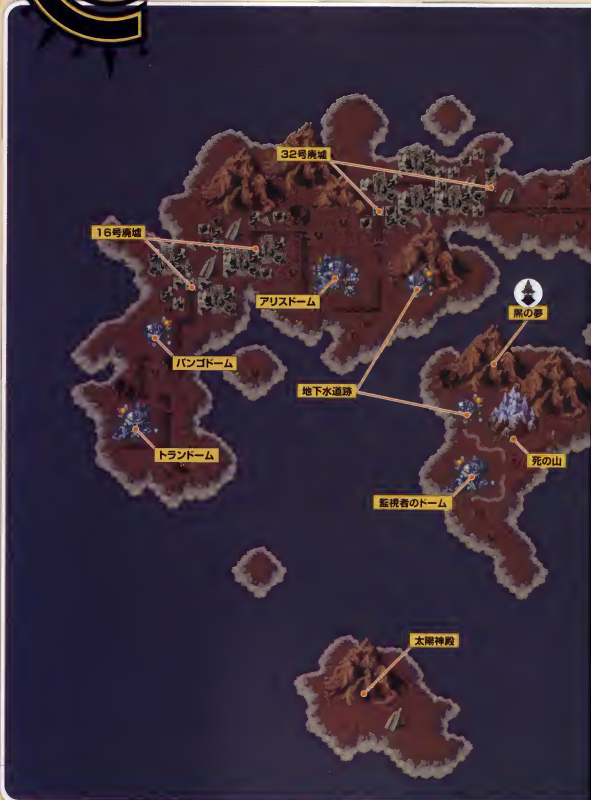 32号廃墟
16号廃墟
アリスドーム
黒の夢
バンゴドーム
地下水道跡
トランドーム
死の山
監視者のドーム
太陽神殿